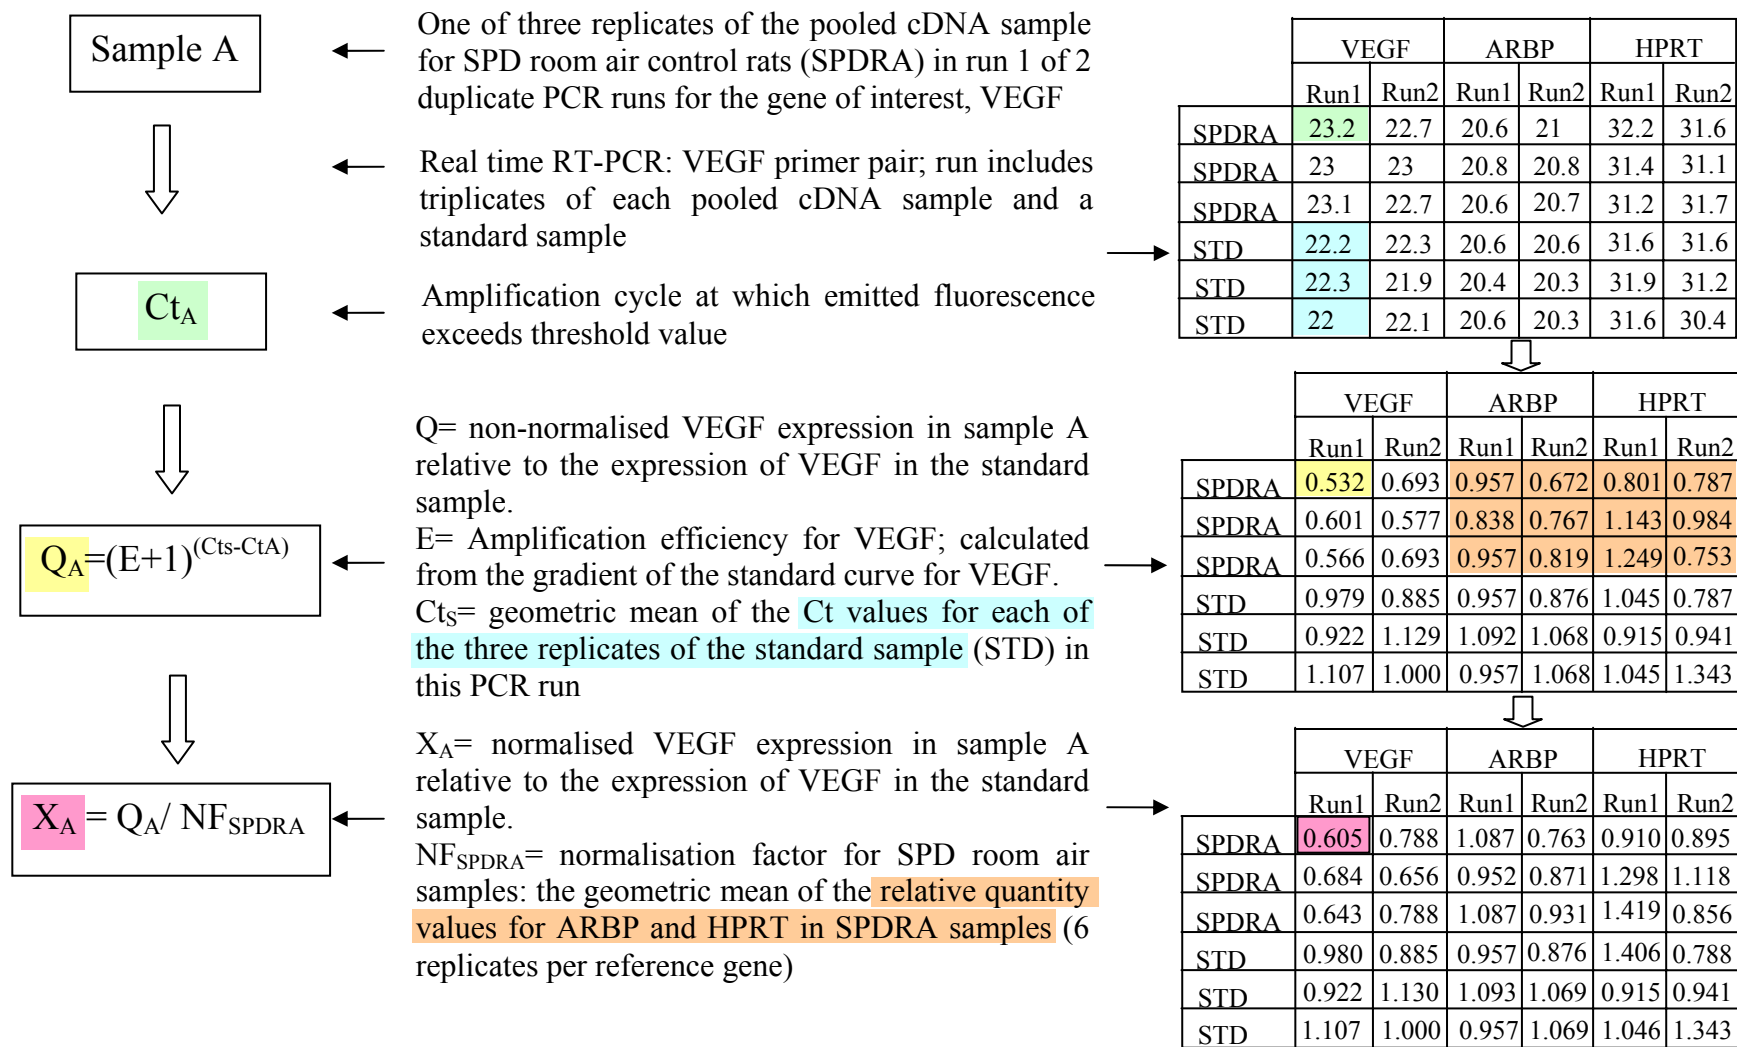 Sample A
One of three replicates of the pooled cDNA sample
for SPD room air control rats (SPDRA) in run 1 of 2
duplicate PCR runs for the gene of interest, VEGF
Real time RT-PCR: VEGF primer pair; run includes
triplicates of each pooled cDNA sample and a
standard sample
CtA
Amplification cycle at which emitted fluorescence
exceeds threshold value
Q= non-normalised VEGF expression in sample A
relative to the expression of VEGF in the standard
sample.
QA=(E+1)(Cts-CtA)
E= Amplification efficiency for VEGF; calculated
from the gradient of the standard curve for VEGF.
CtS= geometric mean of the Ct values for each of
the three replicates of the standard sample (STD) in
this PCR run
XA= normalised VEGF expression in sample A
relative to the expression of VEGF in the standard
sample.
XA = QA/ NFSPDRA
NFSPDRA= normalisation factor for SPD room air
samples: the geometric mean of the relative quantity
values for ARBP and HPRT in SPDRA samples (6
replicates per reference gene)
VEGF ARBP HPRT
Run1 Run2 Run1 Run2 Run1 Run2
SPDRA 23.2 22.7 20.6 21 32.2 31.6
SPDRA 23 23 20.8 20.8 31.4 31.1
SPDRA 23.1 22.7 20.6 20.7 31.2 31.7
STD 22.2 22.3 20.6 20.6 31.6 31.6
STD 22.3 21.9 20.4 20.3 31.9 31.2
STD 22 22.1 20.6 20.3 31.6 30.4
VEGF ARBP HPRT
Run1 Run2 Run1 Run2 Run1 Run2
SPDRA 0.532 0.693 0.957 0.672 0.801 0.787
SPDRA 0.601 0.577 0.838 0.767 1.143 0.984
SPDRA 0.566 0.693 0.957 0.819 1.249 0.753
STD 0.979 0.885 0.957 0.876 1.045 0.787
STD 0.922 1.129 1.092 1.068 0.915 0.941
STD 1.107 1.000 0.957 1.068 1.045 1.343
VEGF ARBP HPRT
Run1 Run2 Run1 Run2 Run1 Run2
SPDRA 0.605 0.788 1.087 0.763 0.910 0.895
SPDRA 0.684 0.656 0.952 0.871 1.298 1.118
SPDRA 0.643 0.788 1.087 0.931 1.419 0.856
STD 0.980 0.885 0.957 0.876 1.406 0.788
STD 0.922 1.130 1.093 1.069 0.915 0.941
STD 1.107 1.000 0.957 1.069 1.046 1.343